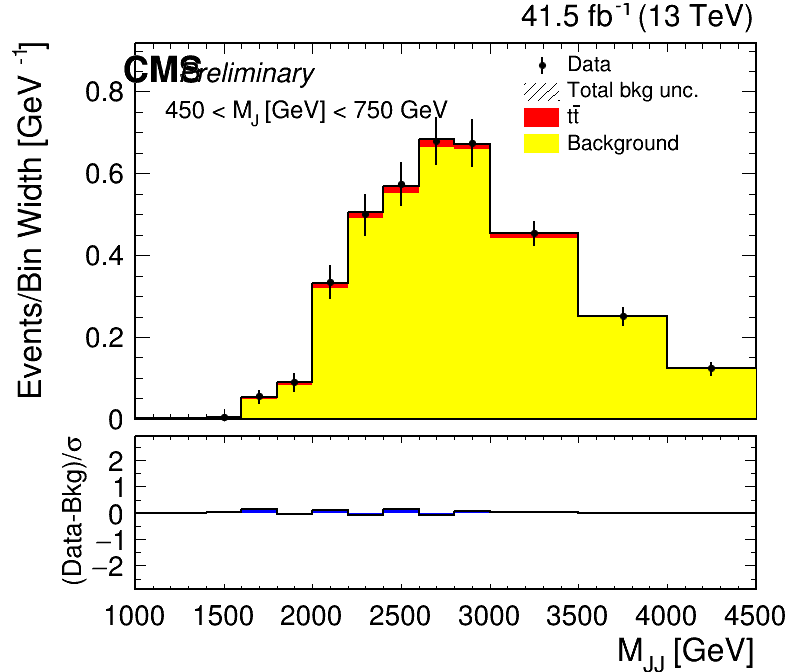 41.5 fb⁻¹ (13 TeV)
CMS Preliminary
450 < M_J [GeV] < 750 GeV
Data
Total bkg unc.
tt̄
Background
Events/Bin Width [GeV⁻¹]
0.8
0.6
0.4
0.2
0
(Data-Bkg)/σ
2
1
0
−1
−2
1000 1500 2000 2500 3000 3500 4000 4500
M_JJ [GeV]